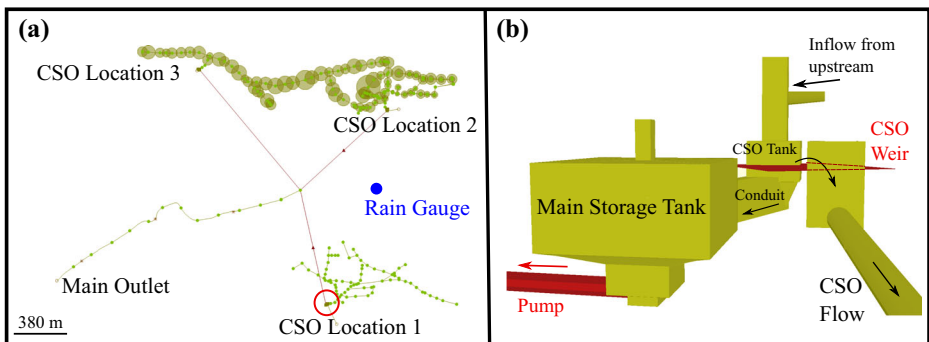 (a)
CSO Location 3
CSO Location 2
Rain Gauge
Main Outlet
CSO Location 1
380 m
(b)
Inflow from
upstream
CSO
Weir
CSO Tank
Conduit
Main Storage Tank
Pump
CSO
Flow